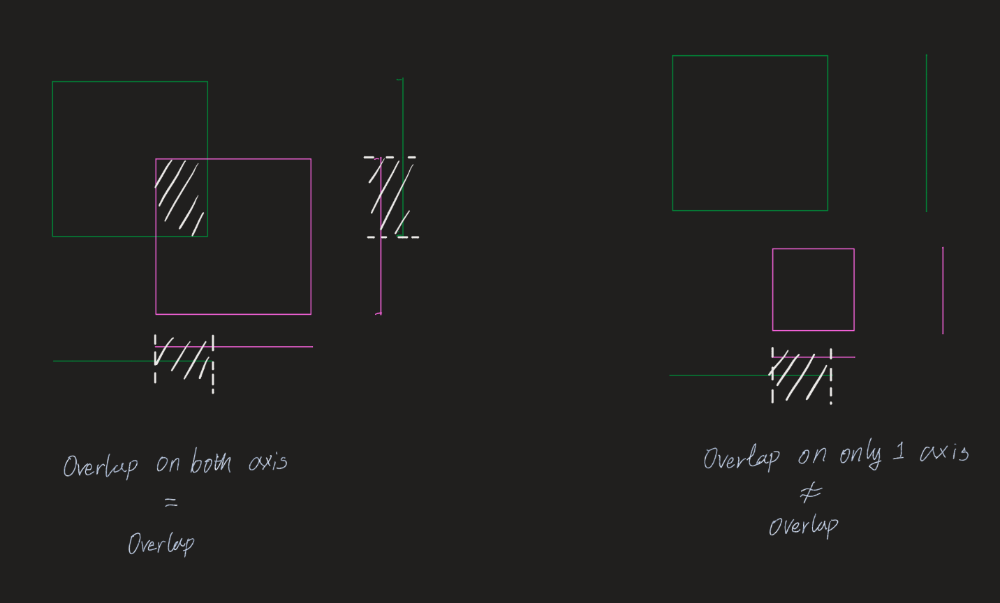 Overlap on both axis
=
Overlap
Overlap on only 1 axis
≠
Overlap